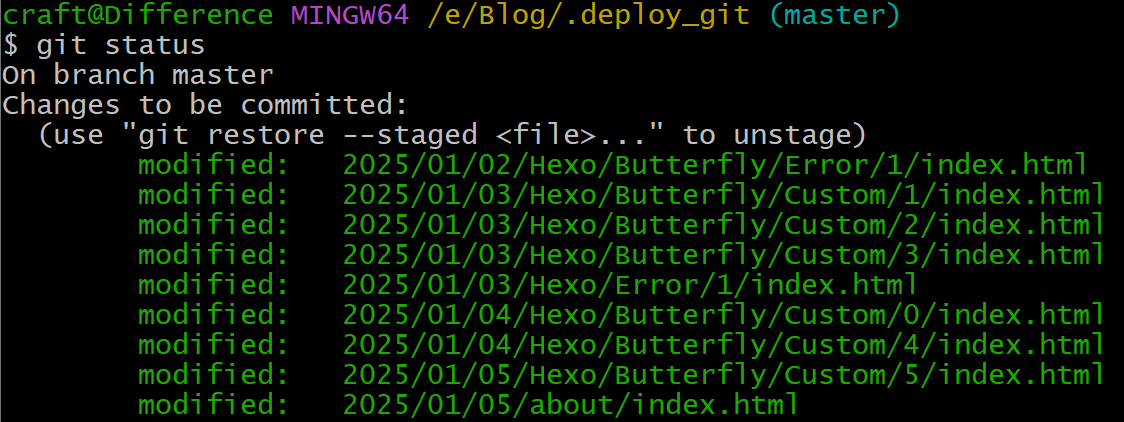 craft@Difference MINGW64 /e/Blog/.deploy_git (master)
$ git status
On branch master
Changes to be committed:
  (use "git restore --staged <file>..." to unstage)
        modified:   2025/01/02/Hexo/Butterfly/Error/1/index.html
        modified:   2025/01/03/Hexo/Butterfly/Custom/1/index.html
        modified:   2025/01/03/Hexo/Butterfly/Custom/2/index.html
        modified:   2025/01/03/Hexo/Butterfly/Custom/3/index.html
        modified:   2025/01/03/Hexo/Error/1/index.html
        modified:   2025/01/04/Hexo/Butterfly/Custom/0/index.html
        modified:   2025/01/04/Hexo/Butterfly/Custom/4/index.html
        modified:   2025/01/05/Hexo/Butterfly/Custom/5/index.html
        modified:   2025/01/05/about/index.html